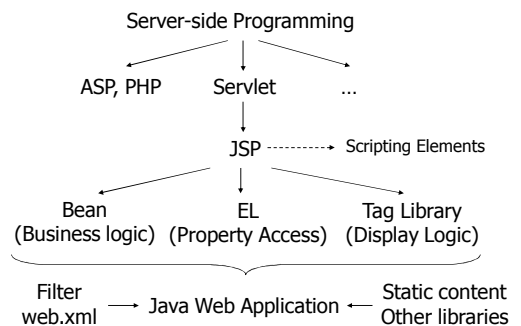 Server-side Programming
ASP, PHP
Servlet
...
JSP
Scripting Elements
Bean
(Business logic)
EL
(Property Access)
Tag Library
(Display Logic)
Filter
web.xml
Java Web Application
Static content
Other libraries